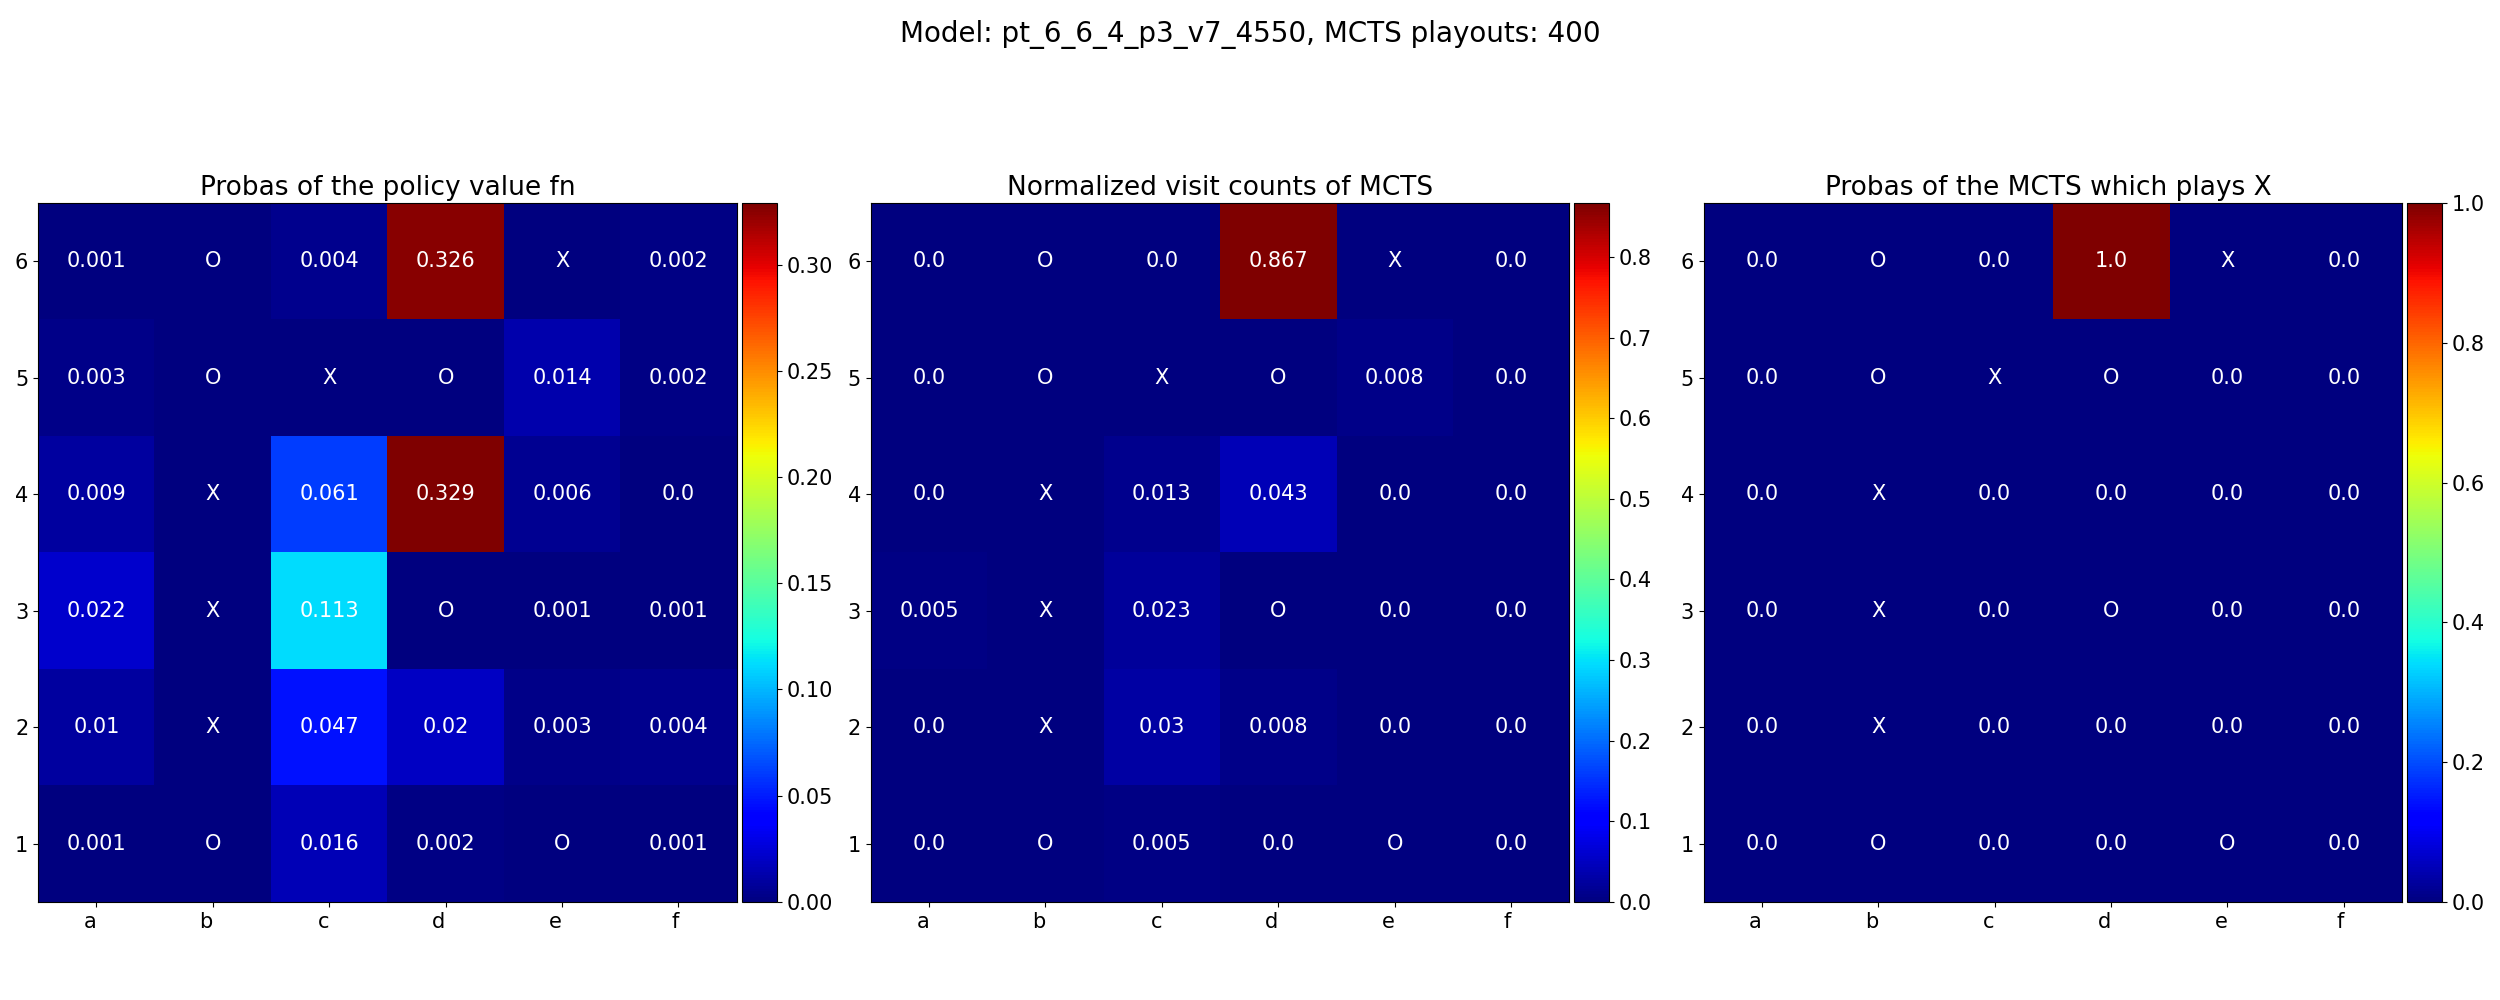 Model: pt_6_6_4_p3_v7_4550, MCTS playouts: 400
Probas of the policy value fn
6 0.001 O 0.004 0.326 X 0.002
5 0.003 O X O 0.014 0.002
4 0.009 X 0.061 0.329 0.006 0.0
3 0.022 X 0.113 O 0.001 0.001
2 0.01 X 0.047 0.02 0.003 0.004
1 0.001 O 0.016 0.002 O 0.001
a b c d e f
0.30
0.25
0.20
0.15
0.10
0.05
0.00
Normalized visit counts of MCTS
6 0.0 O 0.0 0.867 X 0.0
5 0.0 O X O 0.008 0.0
4 0.0 X 0.013 0.043 0.0 0.0
3 0.005 X 0.023 O 0.0 0.0
2 0.0 X 0.03 0.008 0.0 0.0
1 0.0 O 0.005 0.0 O 0.0
a b c d e f
0.8
0.7
0.6
0.5
0.4
0.3
0.2
0.1
0.0
Probas of the MCTS which plays X
6 0.0 O 0.0 1.0 X 0.0
5 0.0 O X O 0.0 0.0
4 0.0 X 0.0 0.0 0.0 0.0
3 0.0 X 0.0 O 0.0 0.0
2 0.0 X 0.0 0.0 0.0 0.0
1 0.0 O 0.0 0.0 O 0.0
a b c d e f
1.0
0.8
0.6
0.4
0.2
0.0